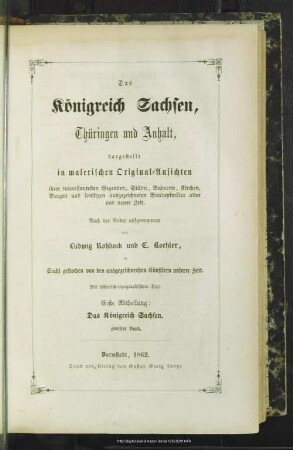 Das
Königreich Sachsen,
Thüringen und Anhalt,
dargestellt
in malerischen Original-Ansichten
ihrer interessantesten Gegenden, Städte, Badeorte, Kirchen,
Burgen und sonstigen ausgezeichneten Baudenkmäler alter
und neuer Zeit.
Nach der Natur aufgenommen
von
Ludwig Rohbock und C. Koehler,
in
Stahl gestochen von den ausgezeichnetsten Künstlern unserer Zeit.
Mit historisch-topographischem Text
Erste Abtheilung:
Das Königreich Sachsen.
Zweiter Band.
Darmstadt, 1862.
Druck und Verlag von Gustav Georg Lange